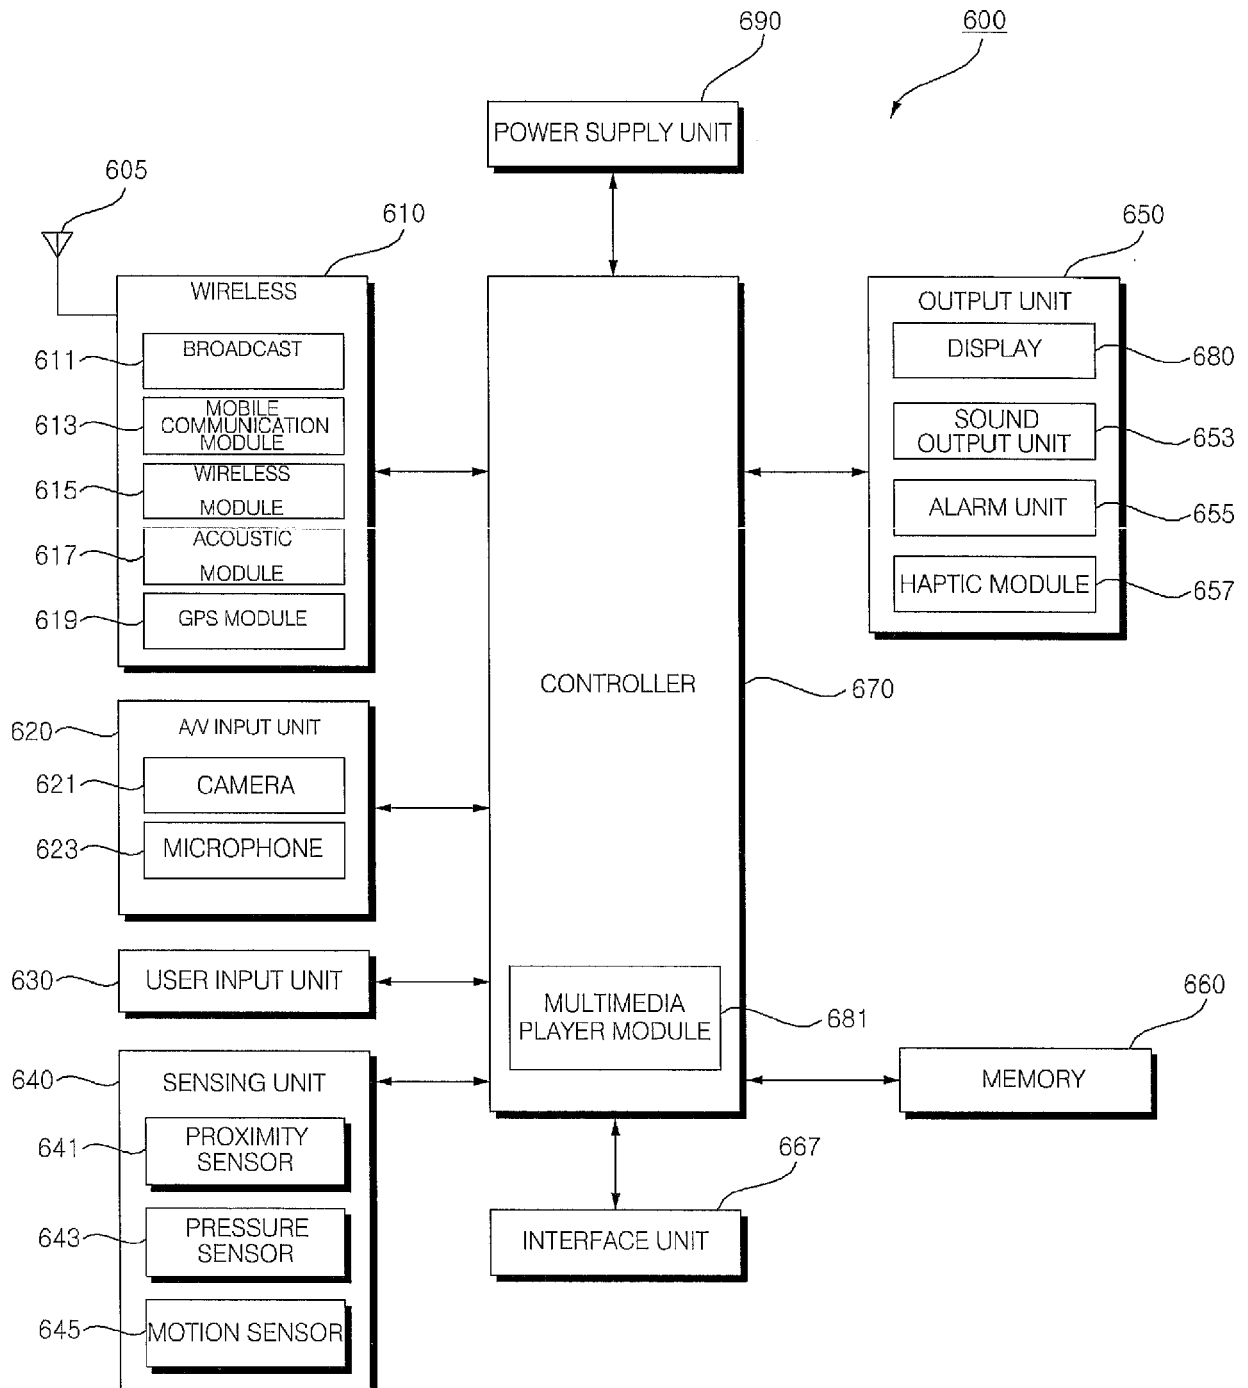 690
600
POWER SUPPLY UNIT
605
610
650
WIRELESS
OUTPUT UNIT
611
BROADCAST
DISPLAY
680
613
MOBILE
COMMUNICATION
MODULE
SOUND
OUTPUT UNIT
653
615
WIRELESS
MODULE
ALARM UNIT
655
617
ACOUSTIC
MODULE
HAPTIC MODULE
657
619
GPS MODULE
CONTROLLER
670
620
A/V INPUT UNIT
621
CAMERA
623
MICROPHONE
630
USER INPUT UNIT
MULTIMEDIA
PLAYER MODULE
681
660
640
SENSING UNIT
MEMORY
641
PROXIMITY
SENSOR
667
643
PRESSURE
SENSOR
INTERFACE UNIT
645
MOTION SENSOR